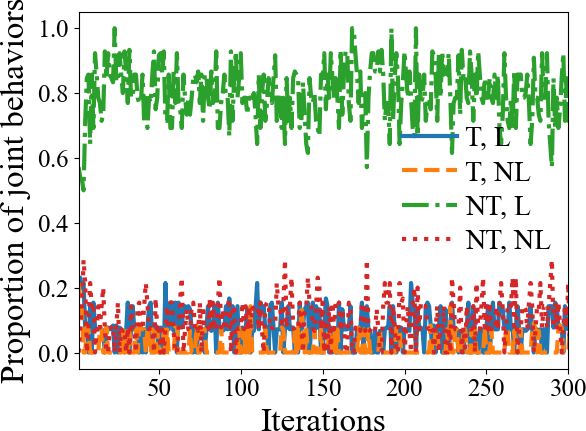 Proportion of joint behaviors
1.0
0.8
0.6
0.4
0.2
0.0
T, L
T, NL
NT, L
NT, NL
50 100 150 200 250 300
Iterations